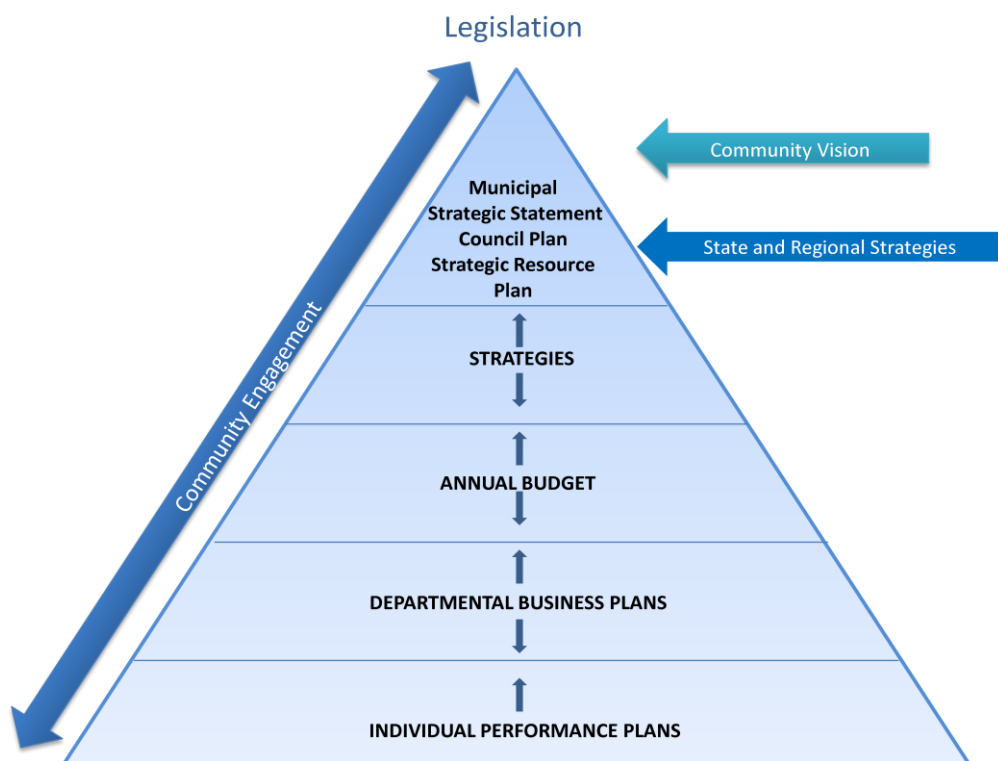 Legislation
Community Vision
Municipal
Strategic Statement
Council Plan
Strategic Resource
Plan
State and Regional Strategies
Community Engagement
STRATEGIES
ANNUAL BUDGET
DEPARTMENTAL BUSINESS PLANS
INDIVIDUAL PERFORMANCE PLANS